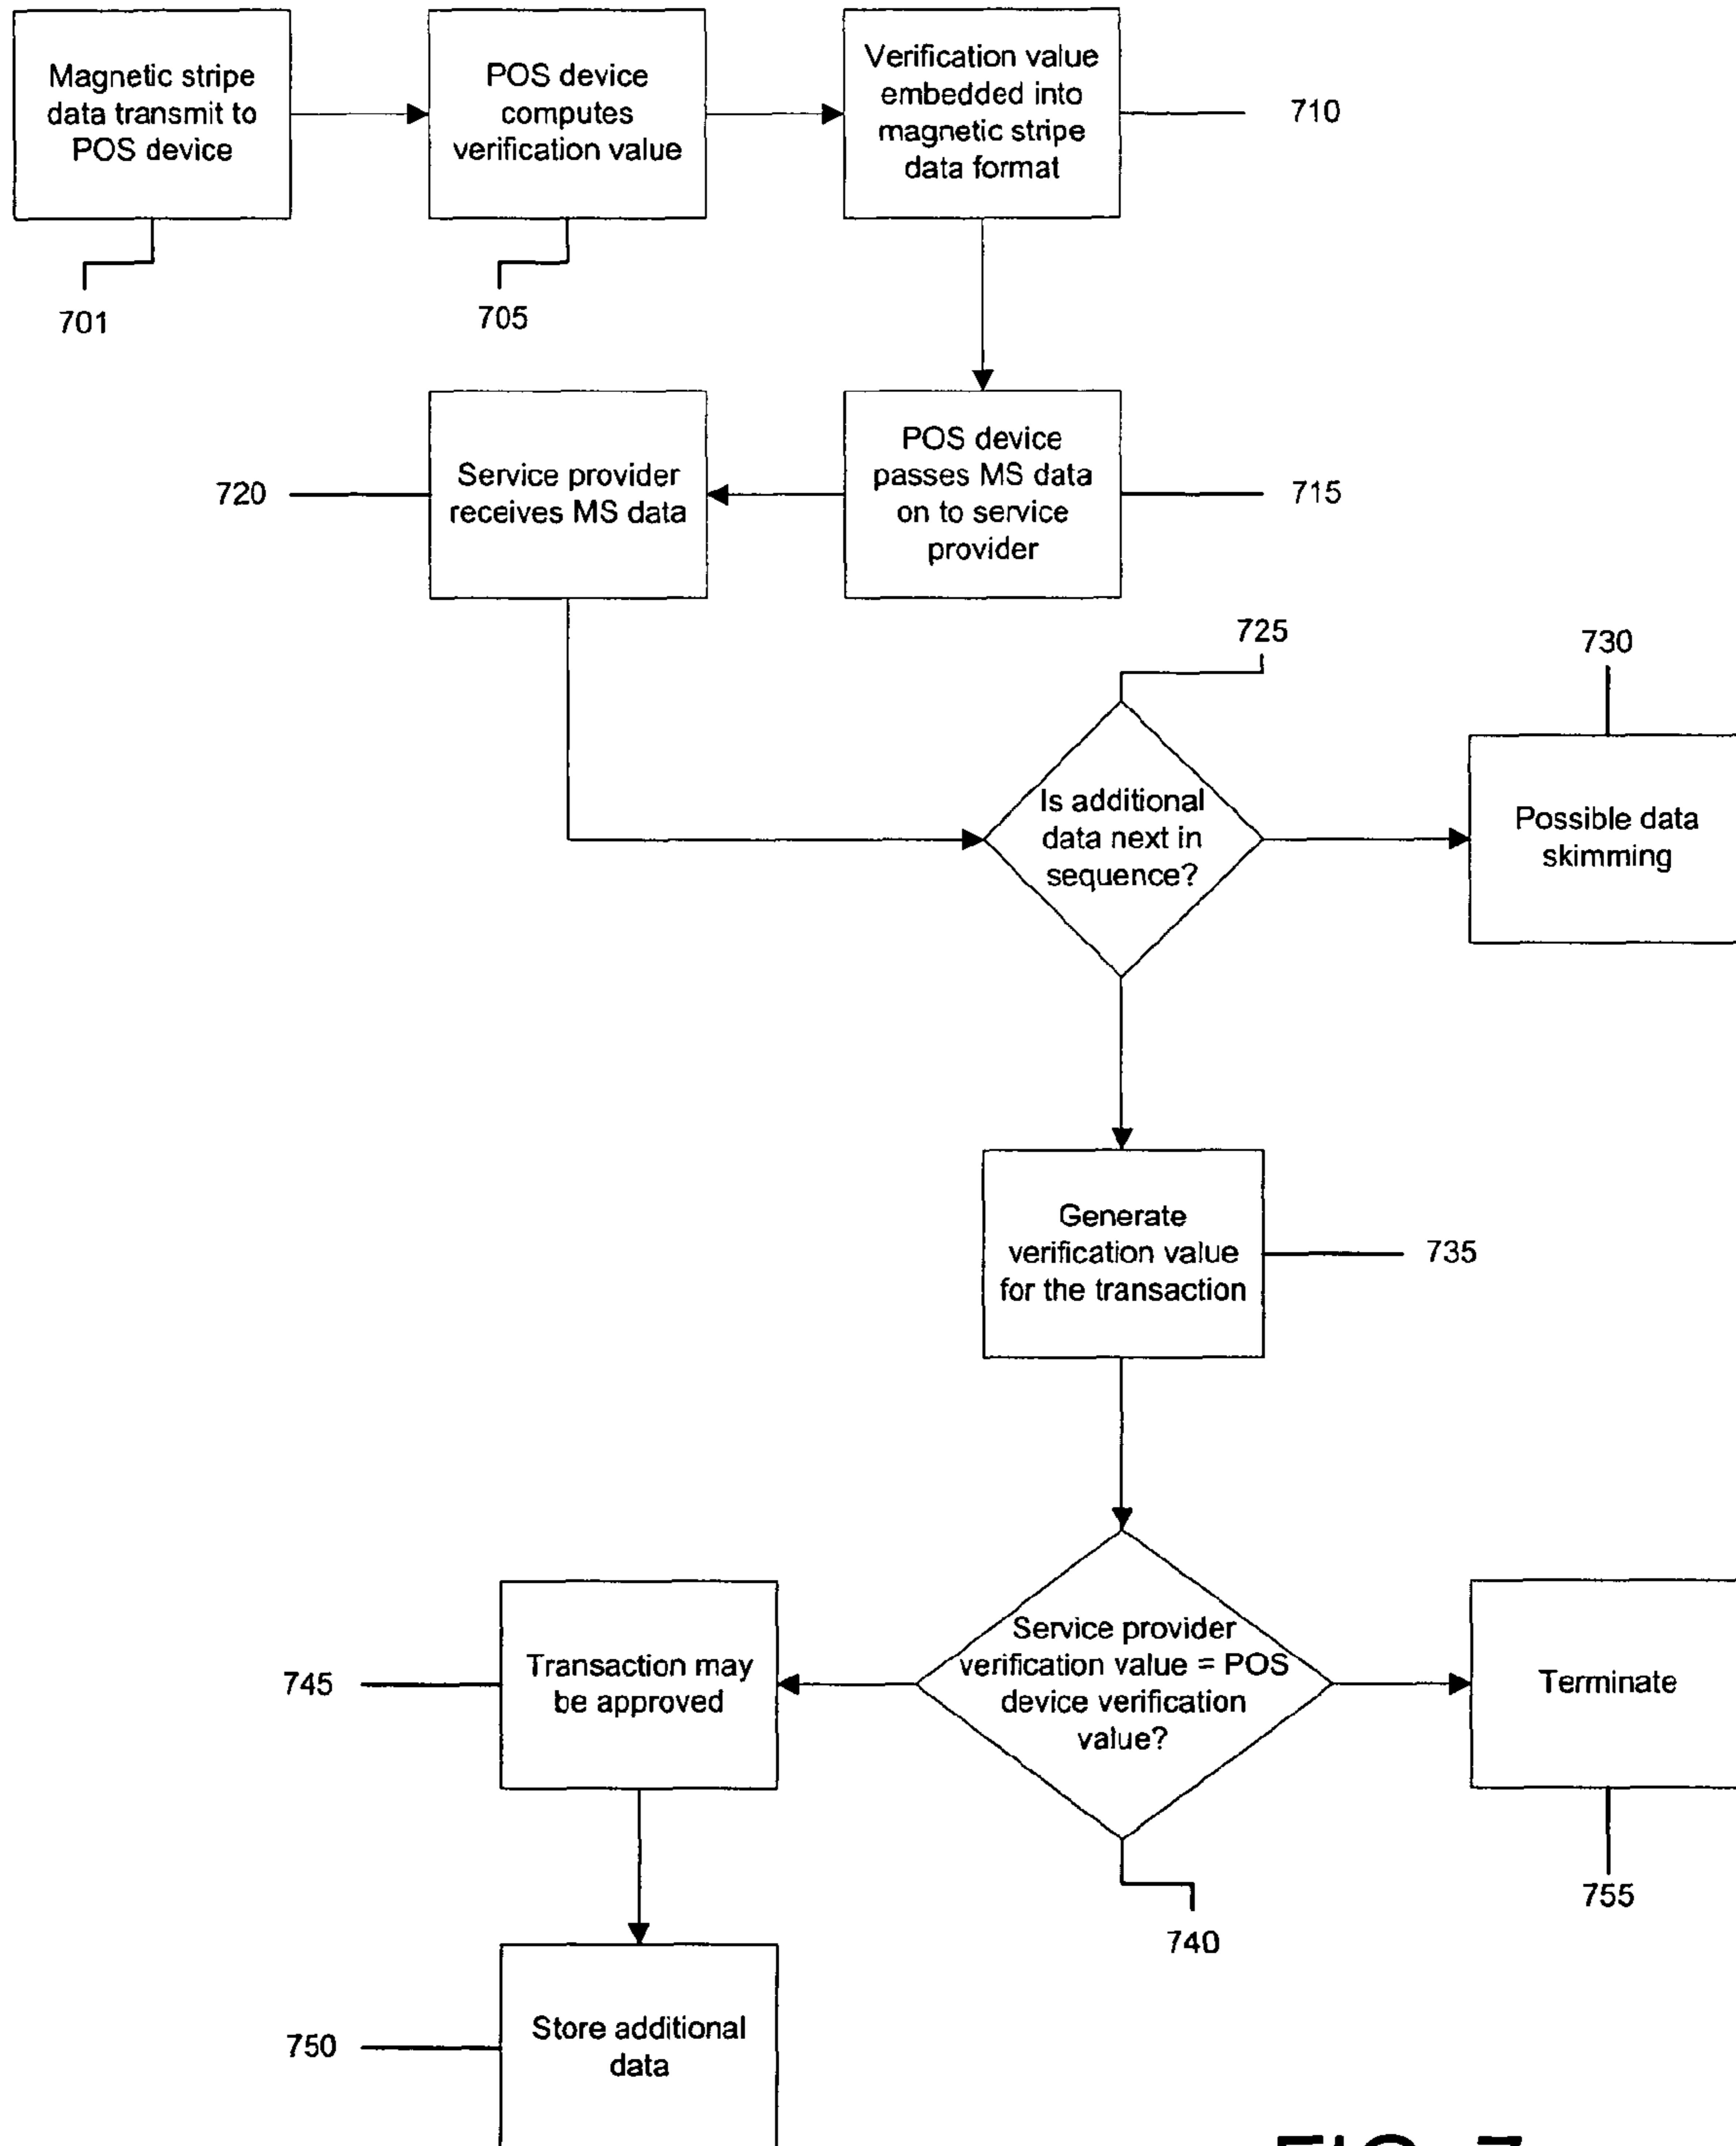 Magnetic stripe
data transmit to
POS device
701
POS device
computes
verification value
705
Verification value
embedded into
magnetic stripe
data format
710
POS device
passes MS data
on to service
provider
715
Service provider
receives MS data
720
725
Is additional
data next in
sequence?
730
Possible data
skimming
Generate
verification value
for the transaction
735
Service provider
verification value = POS
device verification
value?
740
Transaction may
be approved
745
Terminate
755
Store additional
data
750
FIG. 7